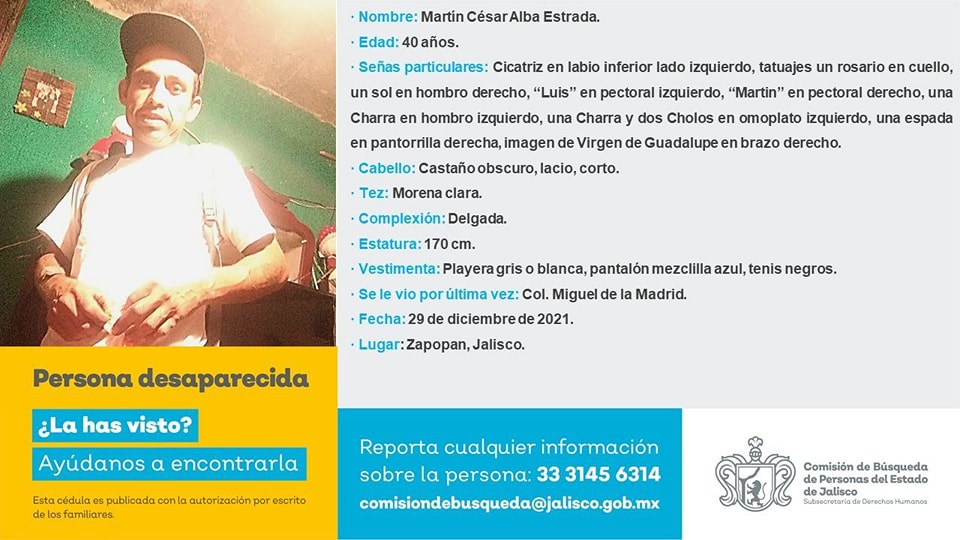 · Nombre: Martín César Alba Estrada.
· Edad: 40 años.
· Señas particulares: Cicatriz en labio inferior lado izquierdo, tatuajes un rosario en cuello,
un sol en hombro derecho, “Luis” en pectoral izquierdo, “Martin” en pectoral derecho, una
Charra en hombro izquierdo, una Charra y dos Cholos en omoplato izquierdo, una espada
en pantorrilla derecha, imagen de Virgen de Guadalupe en brazo derecho.
· Cabello: Castaño obscuro, lacio, corto.
· Tez: Morena clara.
· Complexión: Delgada.
· Estatura: 170 cm.
· Vestimenta: Playera gris o blanca, pantalón mezclilla azul, tenis negros.
· Se le vio por última vez: Col. Miguel de la Madrid.
· Fecha: 29 de diciembre de 2021.
· Lugar: Zapopan, Jalisco.
Persona desaparecida
¿La has visto?
Ayúdanos a encontrarla
Esta cédula es publicada con la autorización por escrito
de los familiares.
Reporta cualquier información
sobre la persona: 33 3145 6314
comisiondebusqueda@jalisco.gob.mx
Comisión de Búsqueda
de Personas del Estado
de Jalisco
Subsecretaría de Derechos Humanos